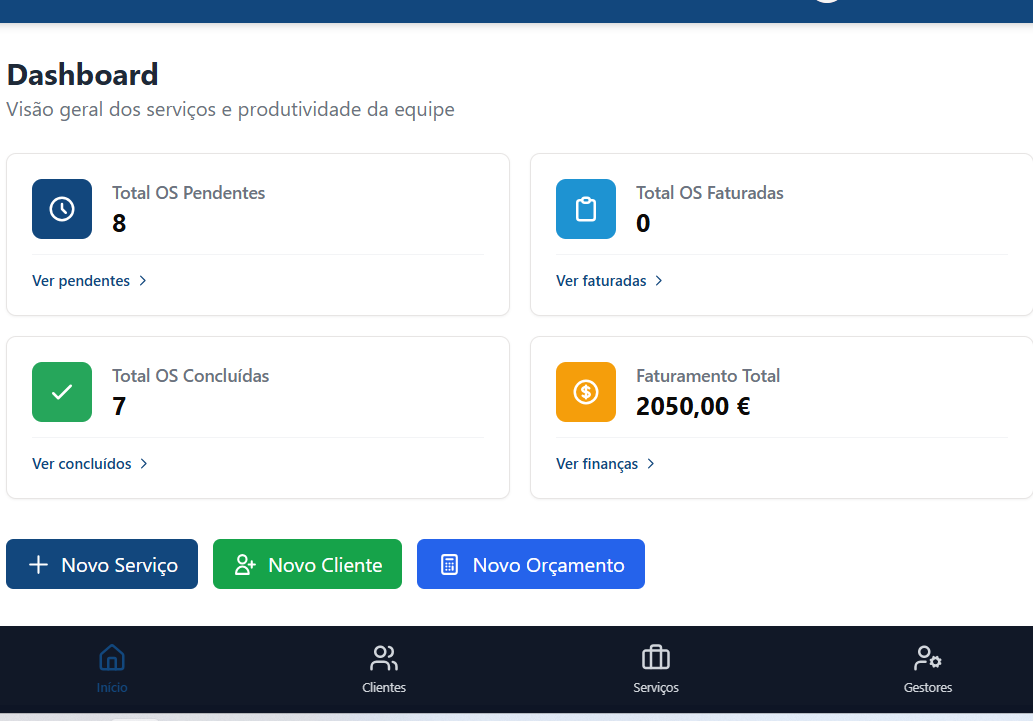 Dashboard
Visão geral dos serviços e produtividade da equipe
Total OS Pendentes
8
Ver pendentes
Total OS Faturadas
0
Ver faturadas
Total OS Concluídas
7
Ver concluídos
Faturamento Total
2050,00 €
Ver finanças
Novo Serviço
Novo Cliente
Novo Orçamento
Início
Clientes
Serviços
Gestores